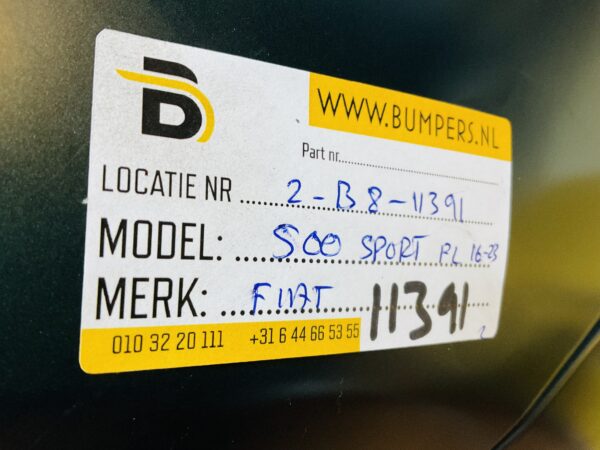 B
WWW.BUMPERS.NL
Part nr
LOCATIE NR 2-B8-11391
MODEL: 500 SPORT FL 16-23
MERK: FIAT 11391
010 32 20 111 +31 6 44 66 53 55